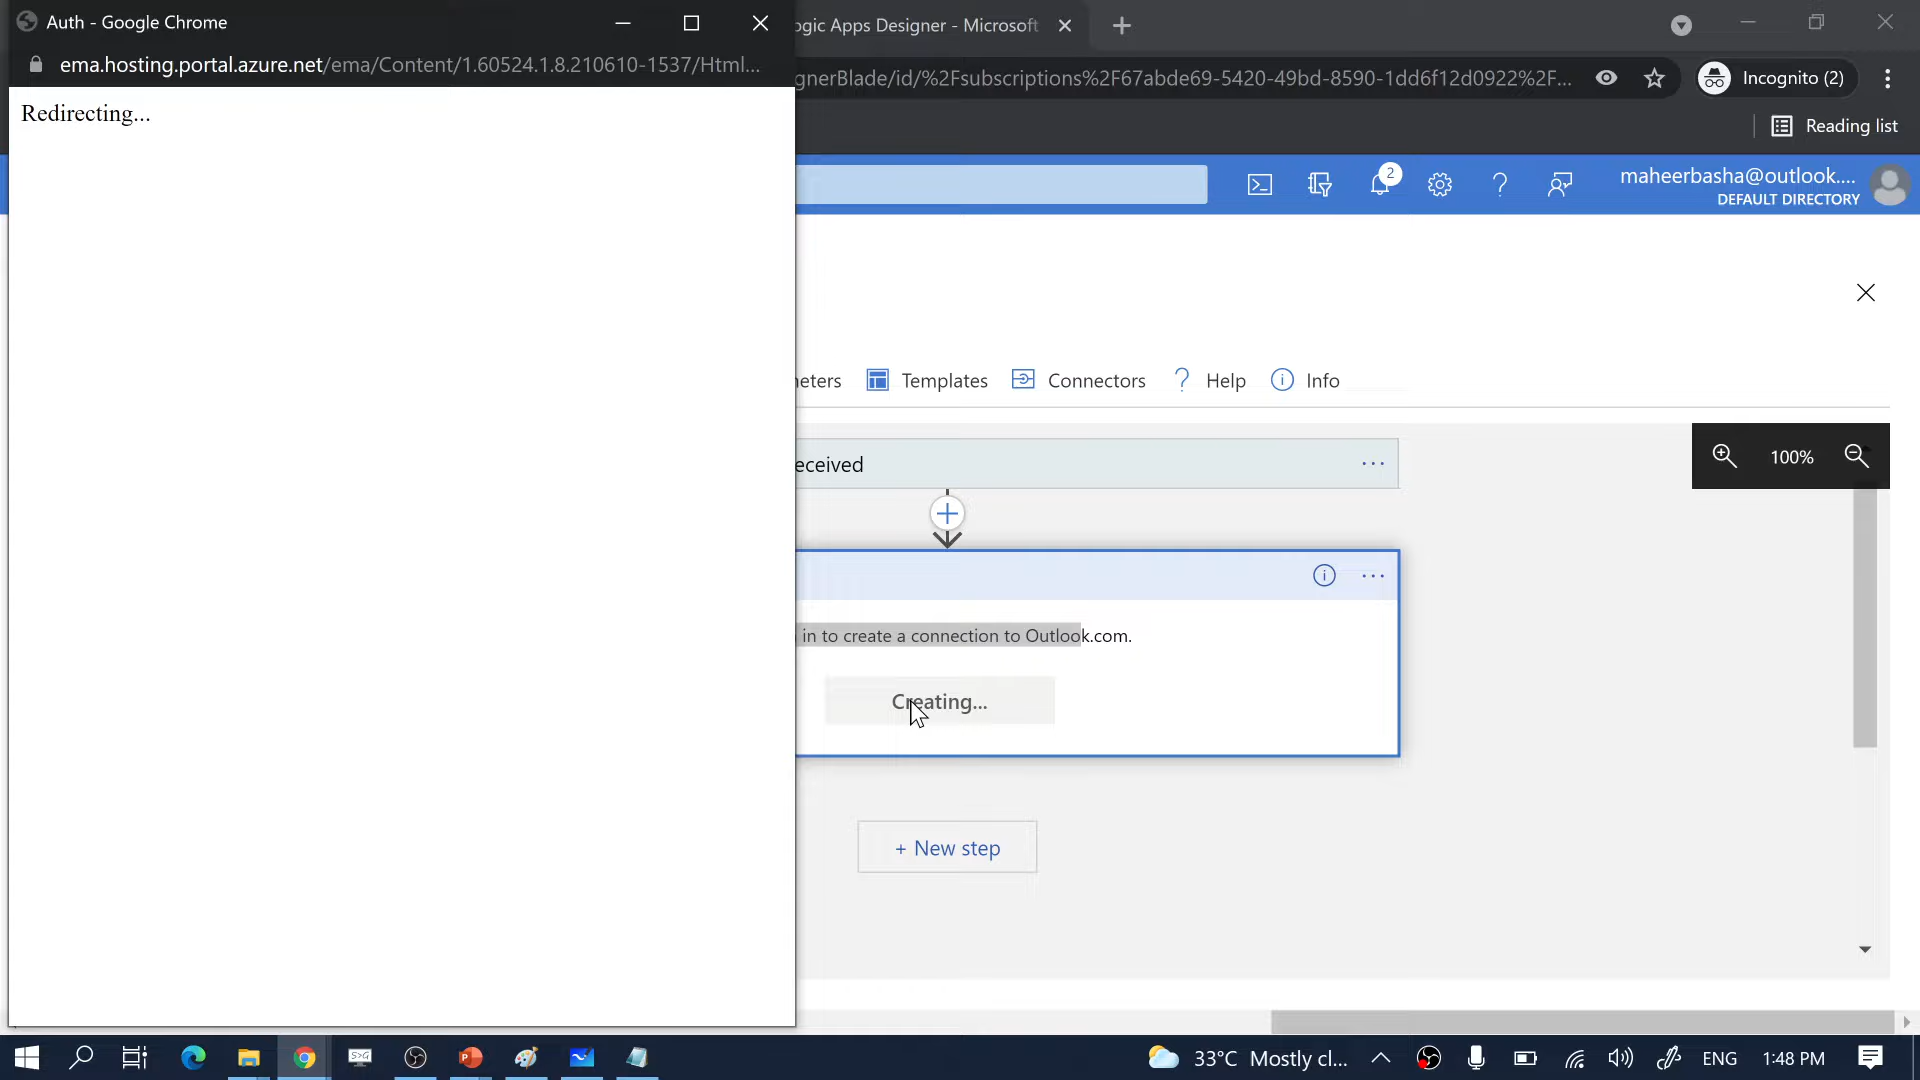 Auth - Google Chrome
ogic Apps Designer - Microsoft
ema.hosting.portal.azure.net/ema/Content/1.60524.1.8.210610-1537/Html...
gnerBlade/id/%2Fsubscriptions%2F67abde69-5420-49bd-8590-1dd6f12d0922%2F...
Incognito (2)
Redirecting...
Reading list
2
maheerbasha@outlook....
DEFAULT DIRECTORY
neters
Templates
Connectors
? Help
Info
eceived
100%
in to create a connection to Outlook.com.
Creating...
+ New step
33°C Mostly cl...
ENG
1:48 PM